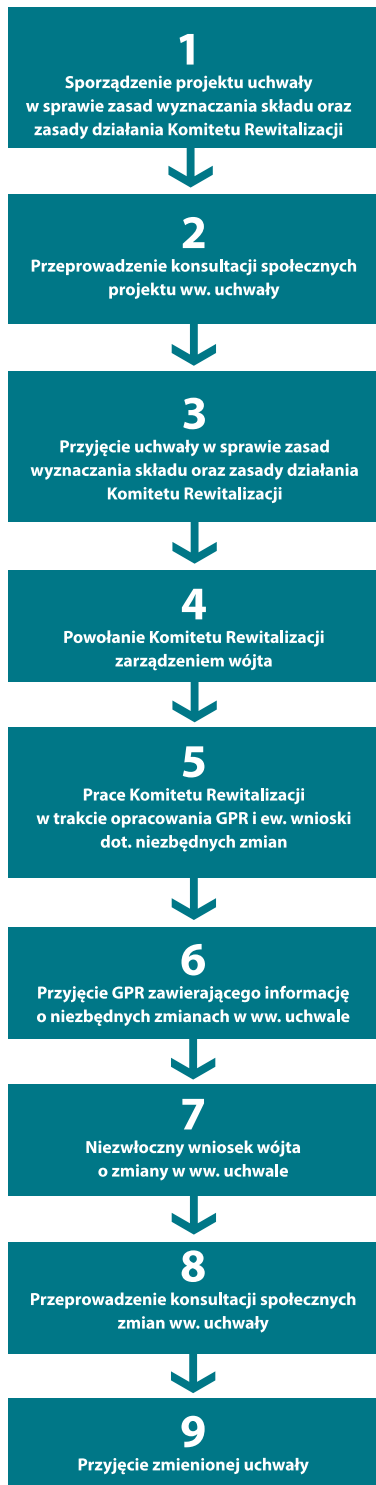 1
Sporządzenie projektu uchwały
w sprawie zasad wyznaczania składu oraz
zasady działania Komitetu Rewitalizacji
2
Przeprowadzenie konsultacji społecznych
projektu ww. uchwały
3
Przyjęcie uchwały w sprawie zasad
wyznaczania składu oraz zasady działania
Komitetu Rewitalizacji
4
Powołanie Komitetu Rewitalizacji
zarządzeniem wójta
5
Prace Komitetu Rewitalizacji
w trakcie opracowania GPR i ew. wnioski
dot. niezbędnych zmian
6
Przyjęcie GPR zawierającego informację
o niezbędnych zmianach w ww. uchwale
7
Niezwłoczny wniosek wójta
o zmiany w ww. uchwale
8
Przeprowadzenie konsultacji społecznych
zmian ww. uchwały
9
Przyjęcie zmienionej uchwały